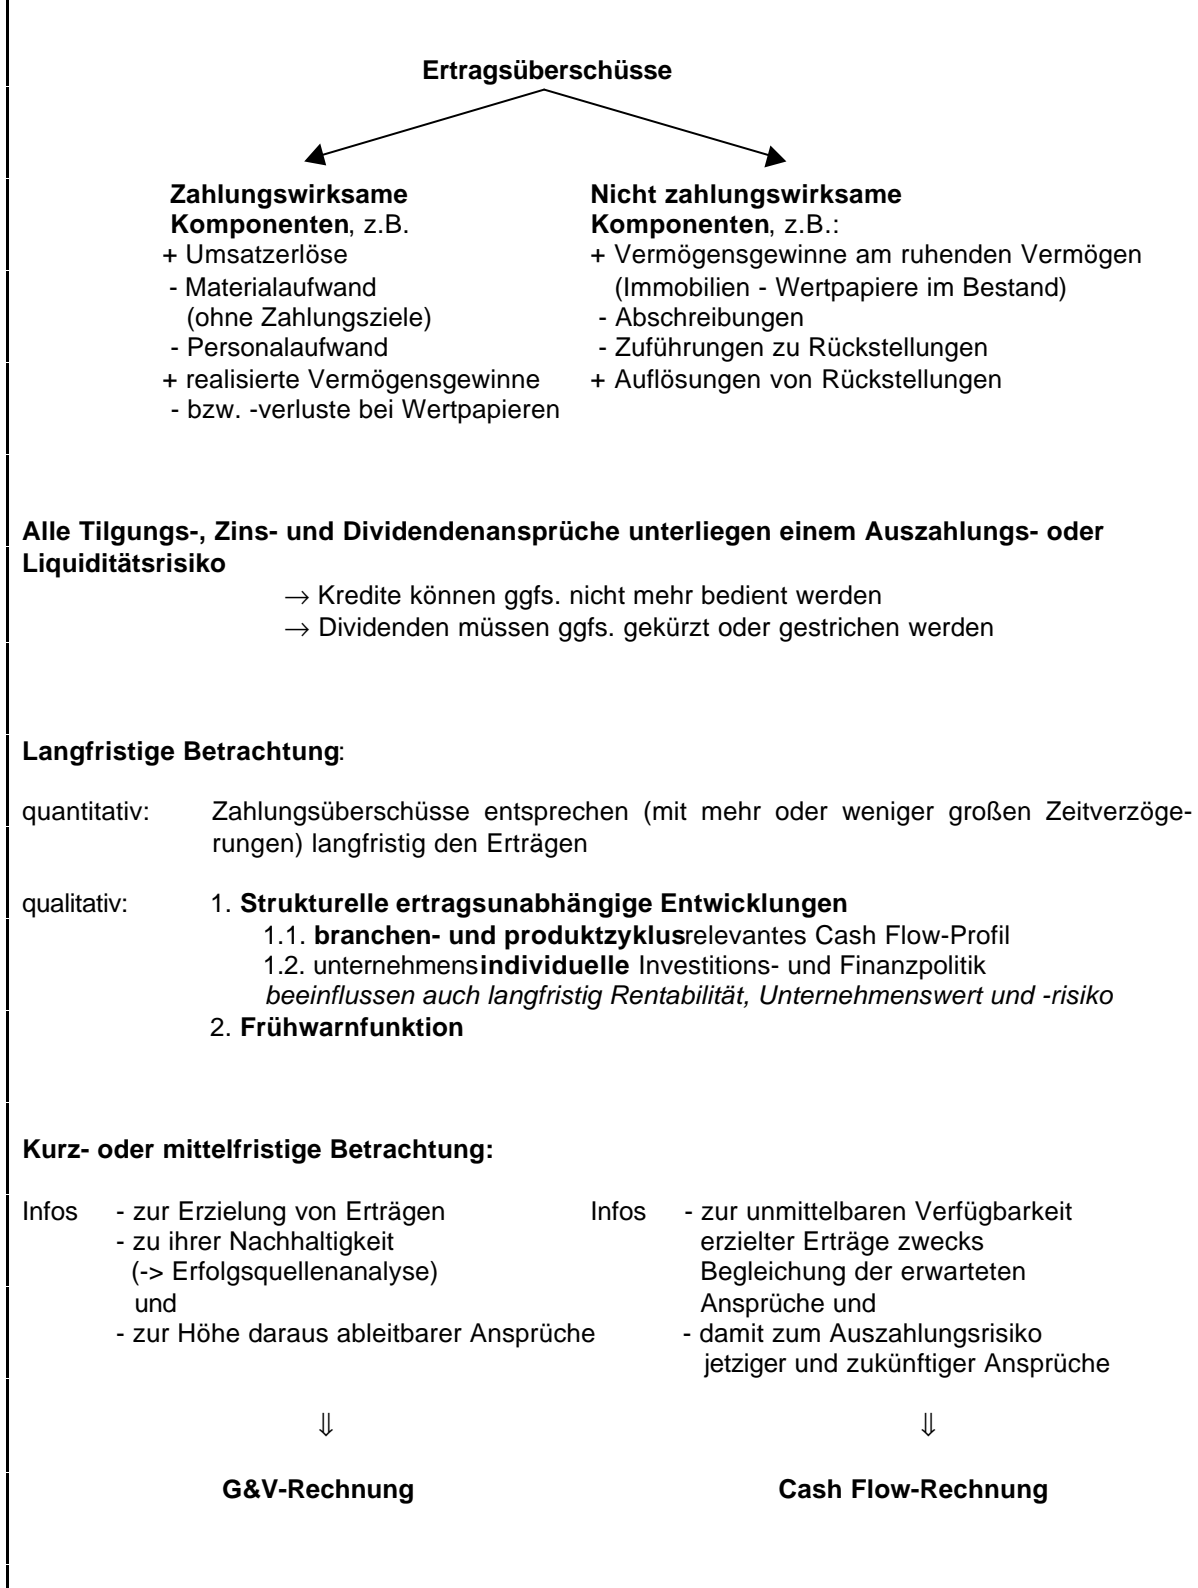 Ertragsüberschüsse
Zahlungswirksame
Komponenten, z.B.
+ Umsatzerlöse
- Materialaufwand
(ohne Zahlungsziele)
- Personalaufwand
+ realisierte Vermögensgewinne
- bzw. -verluste bei Wertpapieren
Nicht zahlungswirksame
Komponenten, z.B.:
+ Vermögensgewinne am ruhenden Vermögen
(Immobilien - Wertpapiere im Bestand)
- Abschreibungen
- Zuführungen zu Rückstellungen
+ Auflösungen von Rückstellungen
Alle Tilgungs-, Zins- und Dividendenansprüche unterliegen einem Auszahlungs- oder
Liquiditätsrisiko
→ Kredite können ggfs. nicht mehr bedient werden
→ Dividenden müssen ggfs. gekürzt oder gestrichen werden
Langfristige Betrachtung:
quantitativ: Zahlungsüberschüsse entsprechen (mit mehr oder weniger großen Zeitverzöge-
rungen) langfristig den Erträgen
qualitativ: 1. Strukturelle ertragsunabhängige Entwicklungen
1.1. branchen- und produktzyklusrelevantes Cash Flow-Profil
1.2. unternehmensindividuelle Investitions- und Finanzpolitik
beeinflussen auch langfristig Rentabilität, Unternehmenswert und -risiko
2. Frühwarnfunktion
Kurz- oder mittelfristige Betrachtung:
Infos - zur Erzielung von Erträgen
- zu ihrer Nachhaltigkeit
(-> Erfolgsquellenanalyse)
und
- zur Höhe daraus ableitbarer Ansprüche
⇓
G&V-Rechnung
Infos - zur unmittelbaren Verfügbarkeit
erzielter Erträge zwecks
Begleichung der erwarteten
Ansprüche und
- damit zum Auszahlungsrisiko
jetziger und zukünftiger Ansprüche
⇓
Cash Flow-Rechnung